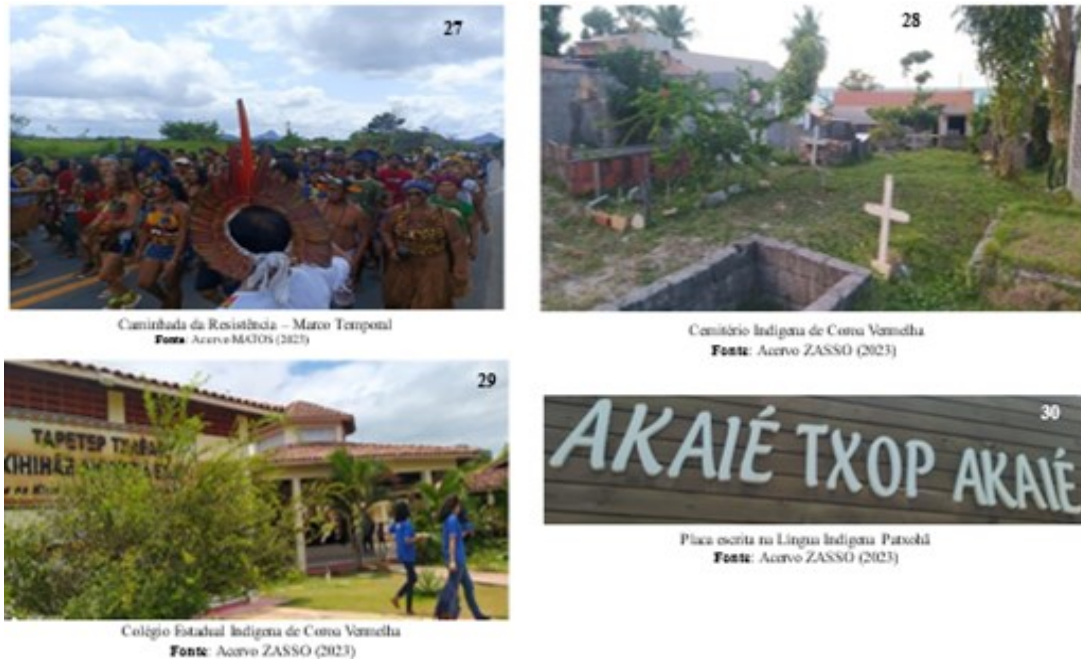 27
Caminhada da Resistência – Marco Temporal
Fonte: Acervo MATOS (2023)
28
Cemitério Indígena de Coroa Vermelha
Fonte: Acervo ZASSO (2023)
29
TAPETSP
Colégio Estadual Indígena de Coroa Vermelha
Fonte: Acervo ZASSO (2023)
30
AKAIÉ TXOP AKAIÉ
Placa escrita na Língua Indígena Patxohã
Fonte: Acervo ZASSO (2023)